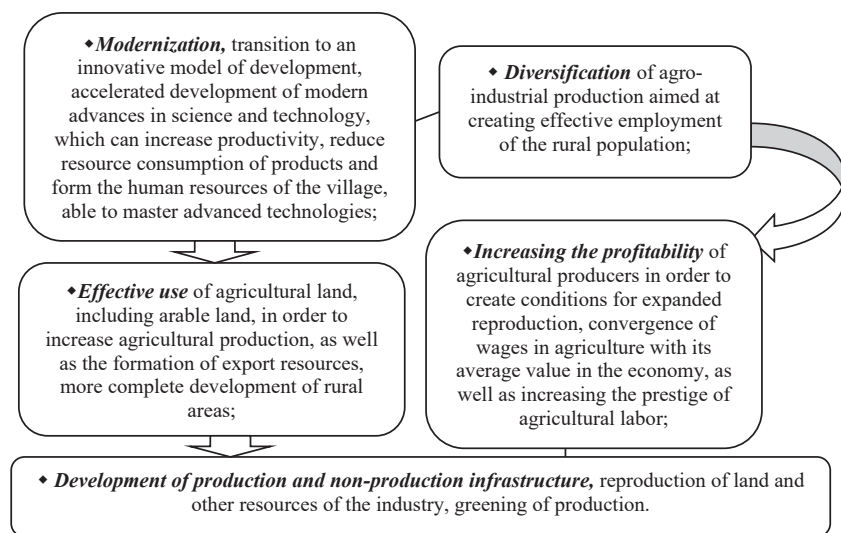 ◆Modernization, transition to an
innovative model of development,
accelerated development of modern
advances in science and technology,
which can increase productivity, reduce
resource consumption of products and
form the human resources of the village,
able to master advanced technologies;
◆ Diversification of agro-
industrial production aimed at
creating effective employment
of the rural population;
◆Effective use of agricultural land,
including arable land, in order to
increase agricultural production, as well
as the formation of export resources,
more complete development of rural
areas;
◆Increasing the profitability of
agricultural producers in order to
create conditions for expanded
reproduction, convergence of
wages in agriculture with its
average value in the economy, as
well as increasing the prestige of
agricultural labor;
◆ Development of production and non-production infrastructure, reproduction of land and
other resources of the industry, greening of production.